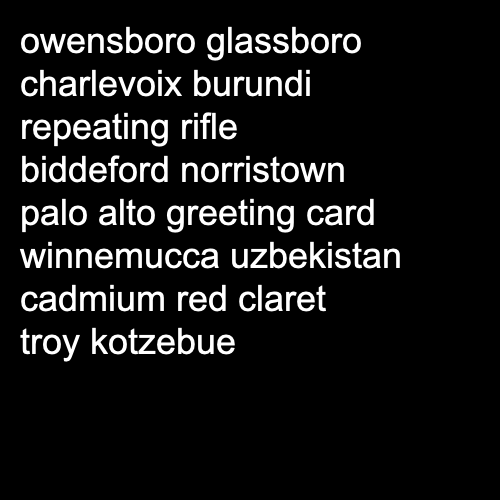 owensboro glassboro
charlevoix burundi
repeating rifle
biddeford norristown
palo alto greeting card
winnemucca uzbekistan
cadmium red claret
troy kotzebue